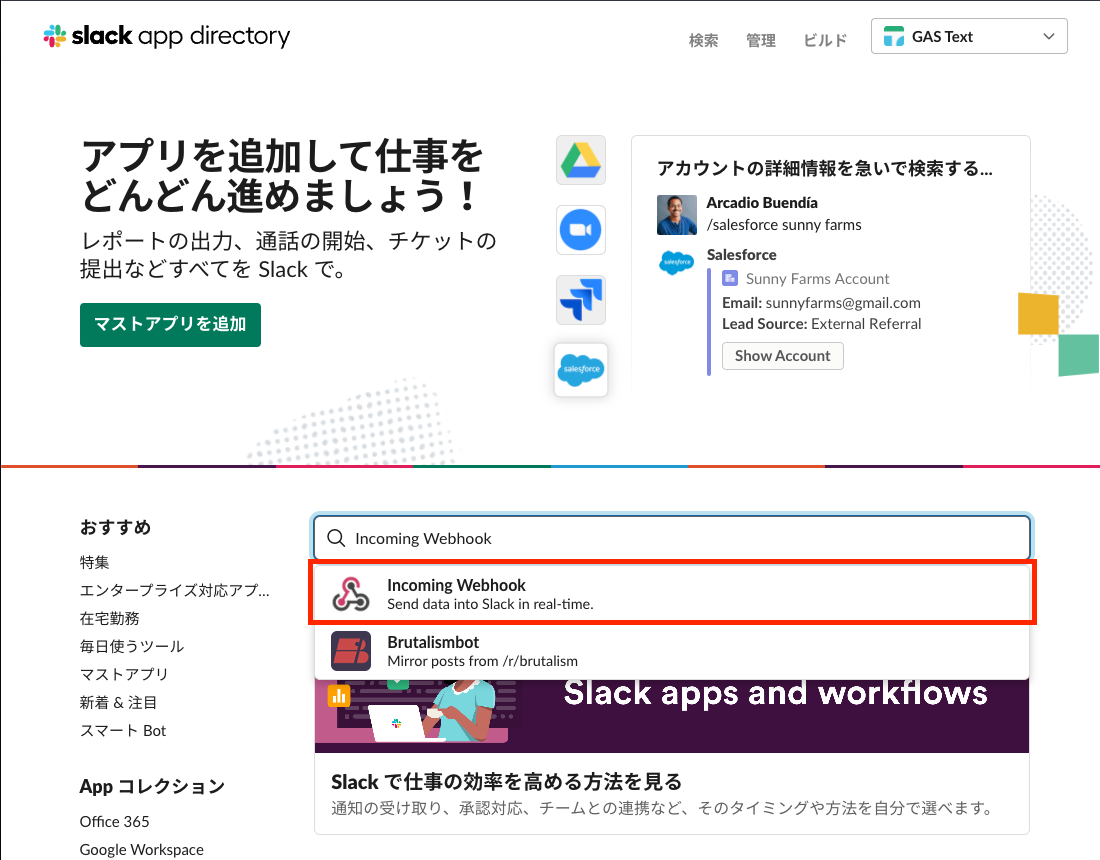 slack app directory
検索 管理 ビルド GAS Text
アプリを追加して仕事を
どんどん進めましょう！
レポートの出力、通話の開始、チケットの
提出などすべてを Slack で。
マストアプリを追加
salesforce
アカウントの詳細情報を急いで検索する...
Arcadio Buendía
/salesforce sunny farms
salesforce
Salesforce
Sunny Farms Account
Email: sunnyfarms@gmail.com
Lead Source: External Referral
Show Account
おすすめ
特集
エンタープライズ対応アプ...
在宅勤務
毎日使うツール
マストアプリ
新着 & 注目
スマート Bot
App コレクション
Office 365
Google Workspace
Incoming Webhook
Incoming Webhook
Send data into Slack in real-time.
Brutalismbot
Mirror posts from /r/brutalism
Slack apps and workflows
Slack で仕事の効率を高める方法を見る
通知の受け取り、承認対応、チームとの連携など、そのタイミングや方法を自分で選べます。